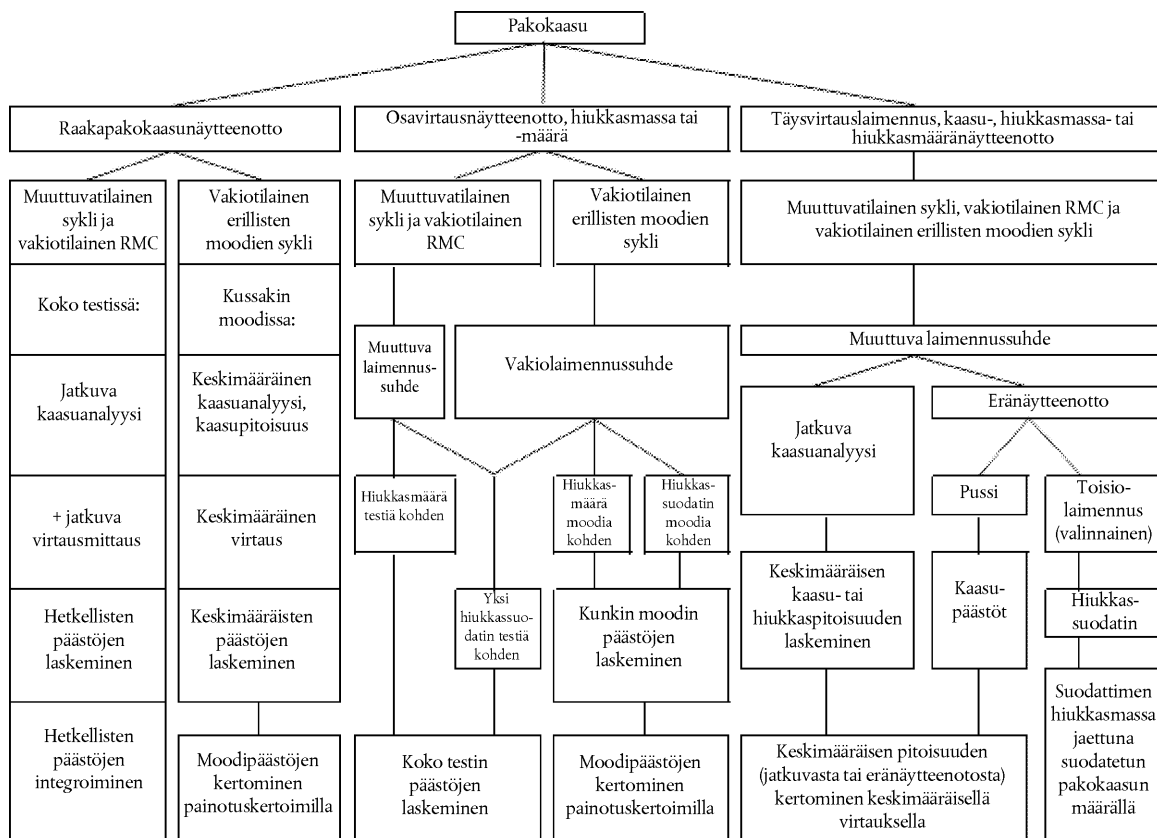 Pakokaasu
Raakapakokaasunäytteenotto
Osavirtausnäytteenotto, hiukkasmassa tai
-määrä
Täysvirtauslaimennus, kaasu-, hiukkasmassa- tai
hiukkasmääränäytteenotto
Muuttuvatilainen
sykli ja
vakiotilainen RMC
Vakiotilainen
erillisten
moodien sykli
Muuttuvatilainen
sykli ja vakiotilainen
RMC
Vakiotilainen
erillisten moodien
sykli
Muuttuvatilainen sykli, vakiotilainen RMC ja
vakiotilainen erillisten moodien sykli
Koko testissä:
Kussakin
moodissa:
Muuttuva
laimennus-
suhde
Vakiolaimennussuhde
Muuttuva laimennussuhde
Jatkuva
kaasuanalyysi
Keskimääräinen
kaasuanalyysi,
kaasupitoisuus
Jatkuva
kaasuanalyysi
Eränäytteenotto
+ jatkuva
virtausmittaus
Keskimääräinen
virtaus
Hiukkasmäärä
testiä kohden
Hiukkas-
määrä
moodia
kohden
Hiukkas-
suodatin
moodia
kohden
Pussi
Toisio-
laimennus
(valinnainen)
Hetkellisten
päästöjen
laskeminen
Keskimääräisten
päästöjen
laskeminen
Yksi
hiukkassuo-
datin testiä
kohden
Kunkin moodin
päästöjen
laskeminen
Keskimääräisen
kaasu- tai
hiukkaspitoisuuden
laskeminen
Kaasu-
päästöt
Hiukkas-
suodatin
Hetkellisten
päästöjen
integroiminen
Moodipäästöjen
kertominen
painotuskertoimilla
Koko testin
päästöjen
laskeminen
Moodipäästöjen
kertominen
painotuskertoimilla
Keskimääräisen pitoisuuden
(jatkuvasta tai eränäytteenotosta)
kertominen keskimääräisellä
virtauksella
Suodattimen
hiukkasmassa
jaettuna
suodatetun
pakokaasun
määrällä